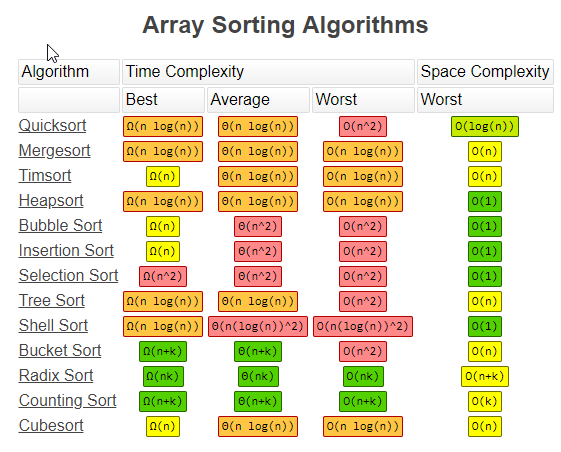 Array Sorting Algorithms
Algorithm Time Complexity Space Complexity
Best Average Worst Worst
Quicksort Ω(n log(n)) Θ(n log(n)) O(n^2) O(log(n))
Mergesort Ω(n log(n)) Θ(n log(n)) O(n log(n)) O(n)
Timsort Ω(n) Θ(n log(n)) O(n log(n)) O(n)
Heapsort Ω(n log(n)) Θ(n log(n)) O(n log(n)) O(1)
Bubble Sort Ω(n) Θ(n^2) O(n^2) O(1)
Insertion Sort Ω(n) Θ(n^2) O(n^2) O(1)
Selection Sort Ω(n^2) Θ(n^2) O(n^2) O(1)
Tree Sort Ω(n log(n)) Θ(n log(n)) O(n^2) O(n)
Shell Sort Ω(n log(n)) Θ(n(log(n))^2) O(n(log(n))^2) O(1)
Bucket Sort Ω(n+k) Θ(n+k) O(n^2) O(n)
Radix Sort Ω(nk) Θ(nk) O(nk) O(n+k)
Counting Sort Ω(n+k) Θ(n+k) O(n+k) O(k)
Cubesort Ω(n) Θ(n log(n)) O(n log(n)) O(n)